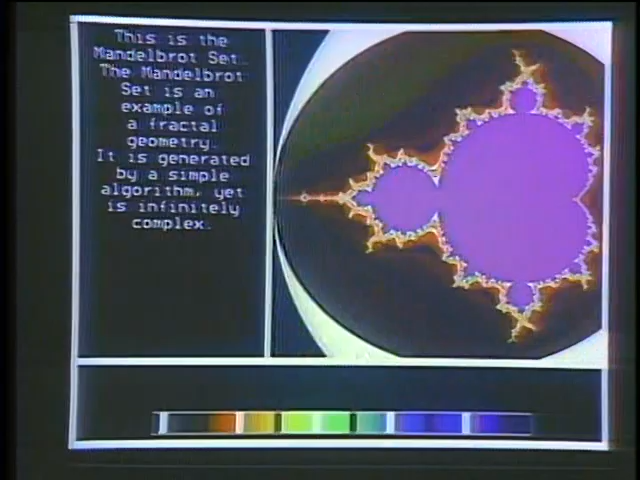 This is the
Mandelbrot Set.
The Mandelbrot
Set is an
example of
a fractal
geometry.
It is generated
by a simple
algorithm, yet
is infinitely
complex.